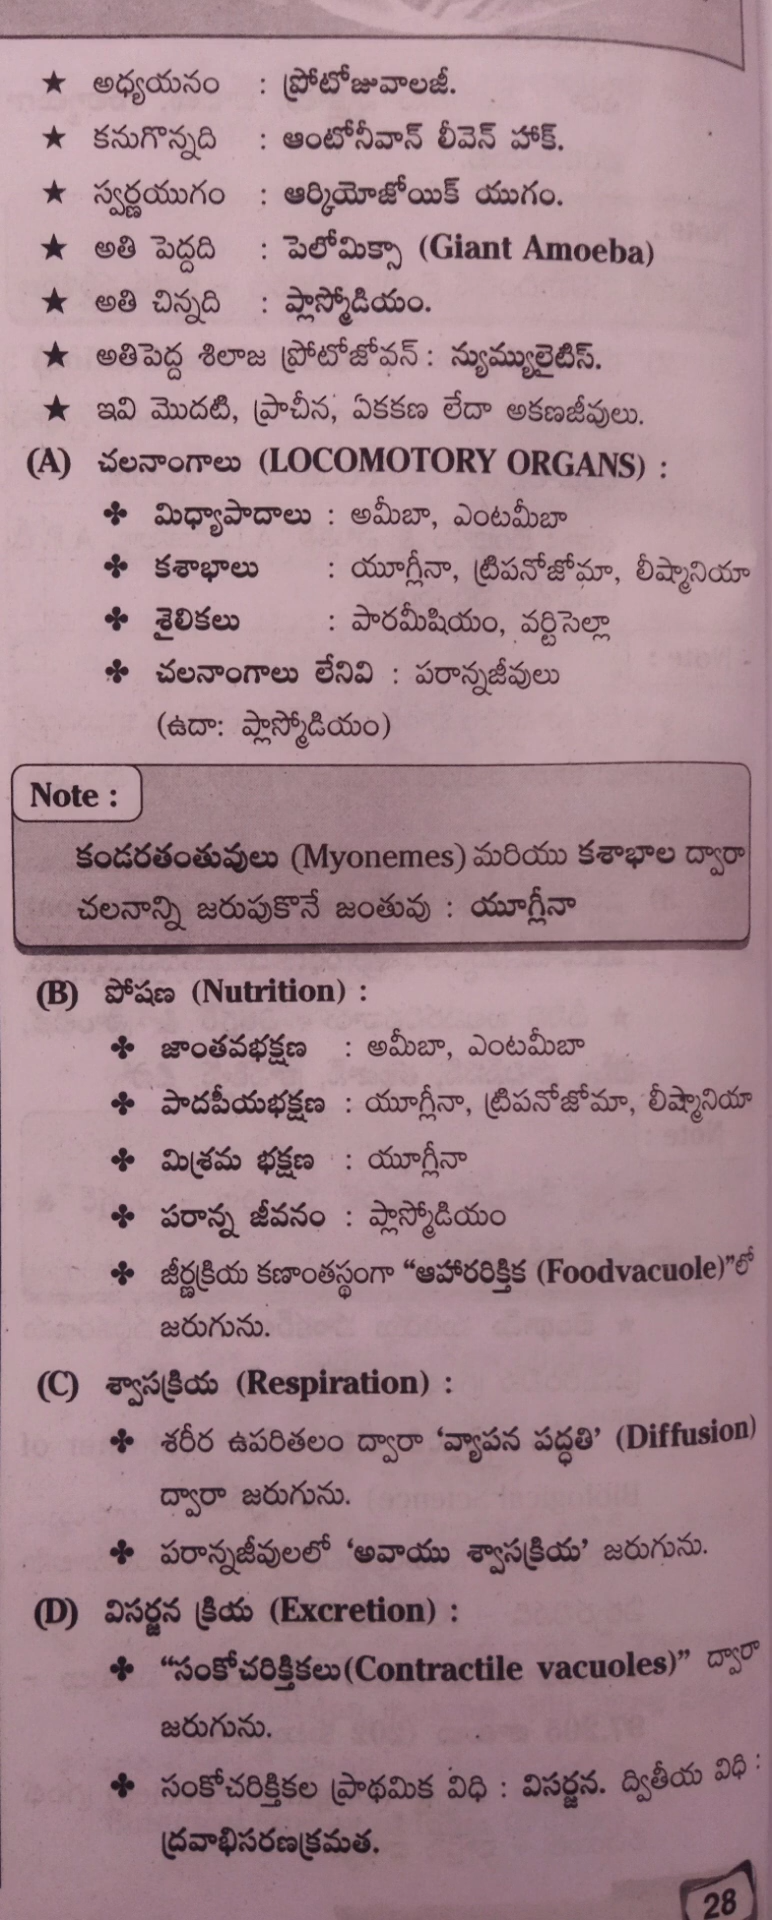 ★ అధ్యయనం : ప్రోటోజువాలజీ.
★ కనుగొన్నది : ఆంటోనీవాన్ లీవెన్ హాక్.
★ స్వర్ణయుగం : ఆర్కియోజోయిక్ యుగం.
★ అతి పెద్దది : పెలోమిక్సా (Giant Amoeba)
★ అతి చిన్నది : ప్లాస్మోడియం.
★ అతిపెద్ద శిలాజ ప్రోటోజోవన్ : న్యుమ్యులైటిస్.
★ ఇవి మొదటి, ప్రాచీన, ఏకకణ లేదా అకణజీవులు.
(A) చలనాంగాలు (LOCOMOTORY ORGANS) :
✤ మిధ్యాపాదాలు : అమీబా, ఎంటమీబా
✤ కశాభాలు : యూగ్లీనా, ట్రిపనోజోమా, లీష్మానియా
✤ శైలికలు : పారమీషియం, వర్టిసెల్లా
✤ చలనాంగాలు లేనివి : పరాన్నజీవులు
(ఉదా: ప్లాస్మోడియం)
Note :
కండరతంతువులు (Myonemes) మరియు కశాభాల ద్వారా
చలనాన్ని జరుపుకొనే జంతువు : యూగ్లీనా
(B) పోషణ (Nutrition) :
✤ జాంతవభక్షణ : అమీబా, ఎంటమీబా
✤ పాదపీయభక్షణ : యూగ్లీనా, ట్రిపనోజోమా, లీష్మానియా
✤ మిశ్రమ భక్షణ : యూగ్లీనా
✤ పరాన్న జీవనం : ప్లాస్మోడియం
✤ జీర్ణక్రియ కణాంతస్థంగా “ఆహారరిక్తిక (Foodvacuole)”లో
జరుగును.
(C) శ్వాసక్రియ (Respiration) :
✤ శరీర ఉపరితలం ద్వారా ‘వ్యాపన పద్ధతి’ (Diffusion)
ద్వారా జరుగును.
✤ పరాన్నజీవులలో ‘అవాయు శ్వాసక్రియ’ జరుగును.
(D) విసర్జన క్రియ (Excretion) :
✤ “సంకోచరిక్తికలు(Contractile vacuoles)” ద్వారా
జరుగును.
✤ సంకోచరిక్తికల ప్రాథమిక విధి : విసర్జన. ద్వితీయ విధి :
ద్రవాభిసరణక్రమత.
28